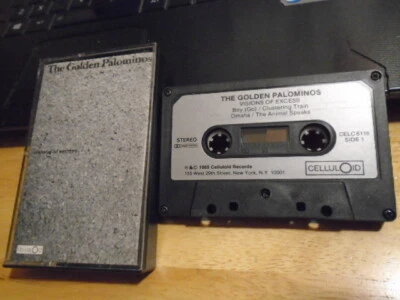 The Golden Palominos
VISIONS OF EXCESS
CELLULOID
THE GOLDEN PALOMINOS
VISIONS OF EXCESS
Boy (Go) / Clustering Train
Omaha / The Animal Speaks
STEREO
CELC 6118
SIDE 1
℗ & © 1985 Celluloid Records
155 West 29th Street, New York, N.Y. 10001
CELLULOID